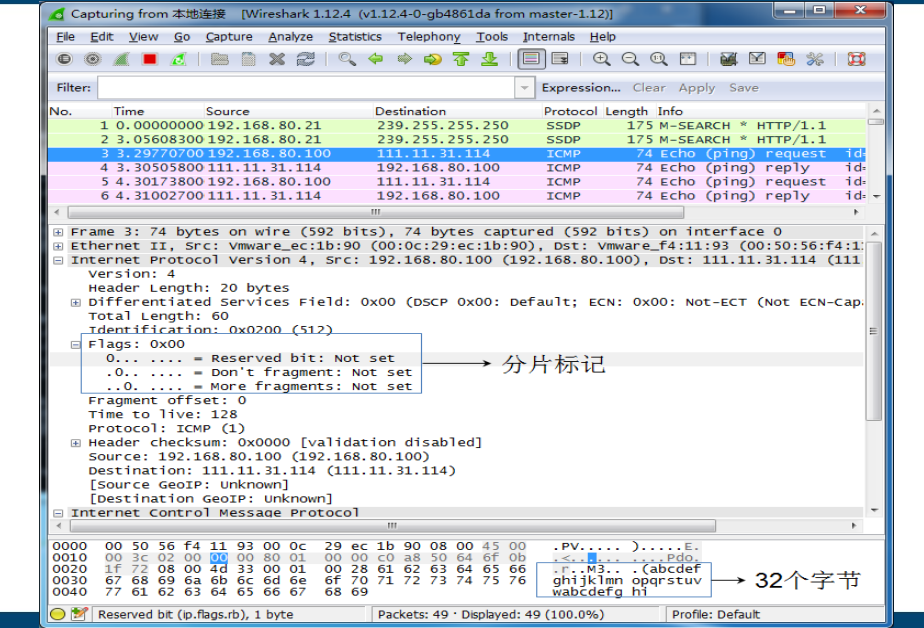 Capturing from 本地连接 [Wireshark 1.12.4 (v1.12.4-0-gb4861da from master-1.12)]
File Edit View Go Capture Analyze Statistics Telephony Tools Internals Help
Filter: Expression... Clear Apply Save
No. Time Source Destination Protocol Length Info
1 0.00000000 192.168.80.21 239.255.255.250 SSDP 175 M-SEARCH * HTTP/1.1
2 3.05608300 192.168.80.21 239.255.255.250 SSDP 175 M-SEARCH * HTTP/1.1
3 3.29770700 192.168.80.100 111.11.31.114 ICMP 74 Echo (ping) request id=
4 3.30505800 111.11.31.114 192.168.80.100 ICMP 74 Echo (ping) reply id=
5 4.30173800 192.168.80.100 111.11.31.114 ICMP 74 Echo (ping) request id=
6 4.31002700 111.11.31.114 192.168.80.100 ICMP 74 Echo (ping) reply id=
Frame 3: 74 bytes on wire (592 bits), 74 bytes captured (592 bits) on interface 0
Ethernet II, Src: Vmware_ec:1b:90 (00:0c:29:ec:1b:90), Dst: Vmware_f4:11:93 (00:50:56:f4:1
Internet Protocol Version 4, Src: 192.168.80.100 (192.168.80.100), Dst: 111.11.31.114 (111
Version: 4
Header Length: 20 bytes
Differentiated Services Field: 0x00 (DSCP 0x00: Default; ECN: 0x00: Not-ECT (Not ECN-Cap
Total Length: 60
Identification: 0x0200 (512)
Flags: 0x00
0... .... = Reserved bit: Not set
.0.. .... = Don't fragment: Not set
..0. .... = More fragments: Not set
分片标记
Fragment offset: 0
Time to live: 128
Protocol: ICMP (1)
Header checksum: 0x0000 [validation disabled]
Source: 192.168.80.100 (192.168.80.100)
Destination: 111.11.31.114 (111.11.31.114)
[Source GeoIP: Unknown]
[Destination GeoIP: Unknown]
Internet Control Message Protocol
0000 00 50 56 f4 11 93 00 0c 29 ec 1b 90 08 00 45 00 .PV..... ).....E.
0010 00 3c 02 00 00 00 80 01 00 00 c0 a8 50 64 6f 0b .<...... ....Pdo.
0020 1f 72 08 00 4d 33 00 01 00 28 61 62 63 64 65 66 .r..M3.. .(abcdef
0030 67 68 69 6a 6b 6c 6d 6e 6f 70 71 72 73 74 75 76 ghijklmn opqrstuv
0040 77 61 62 63 64 65 66 67 68 69 wabcdefg hi
32个字节
Reserved bit (ip.flags.rb), 1 byte Packets: 49 · Displayed: 49 (100.0%) Profile: Default